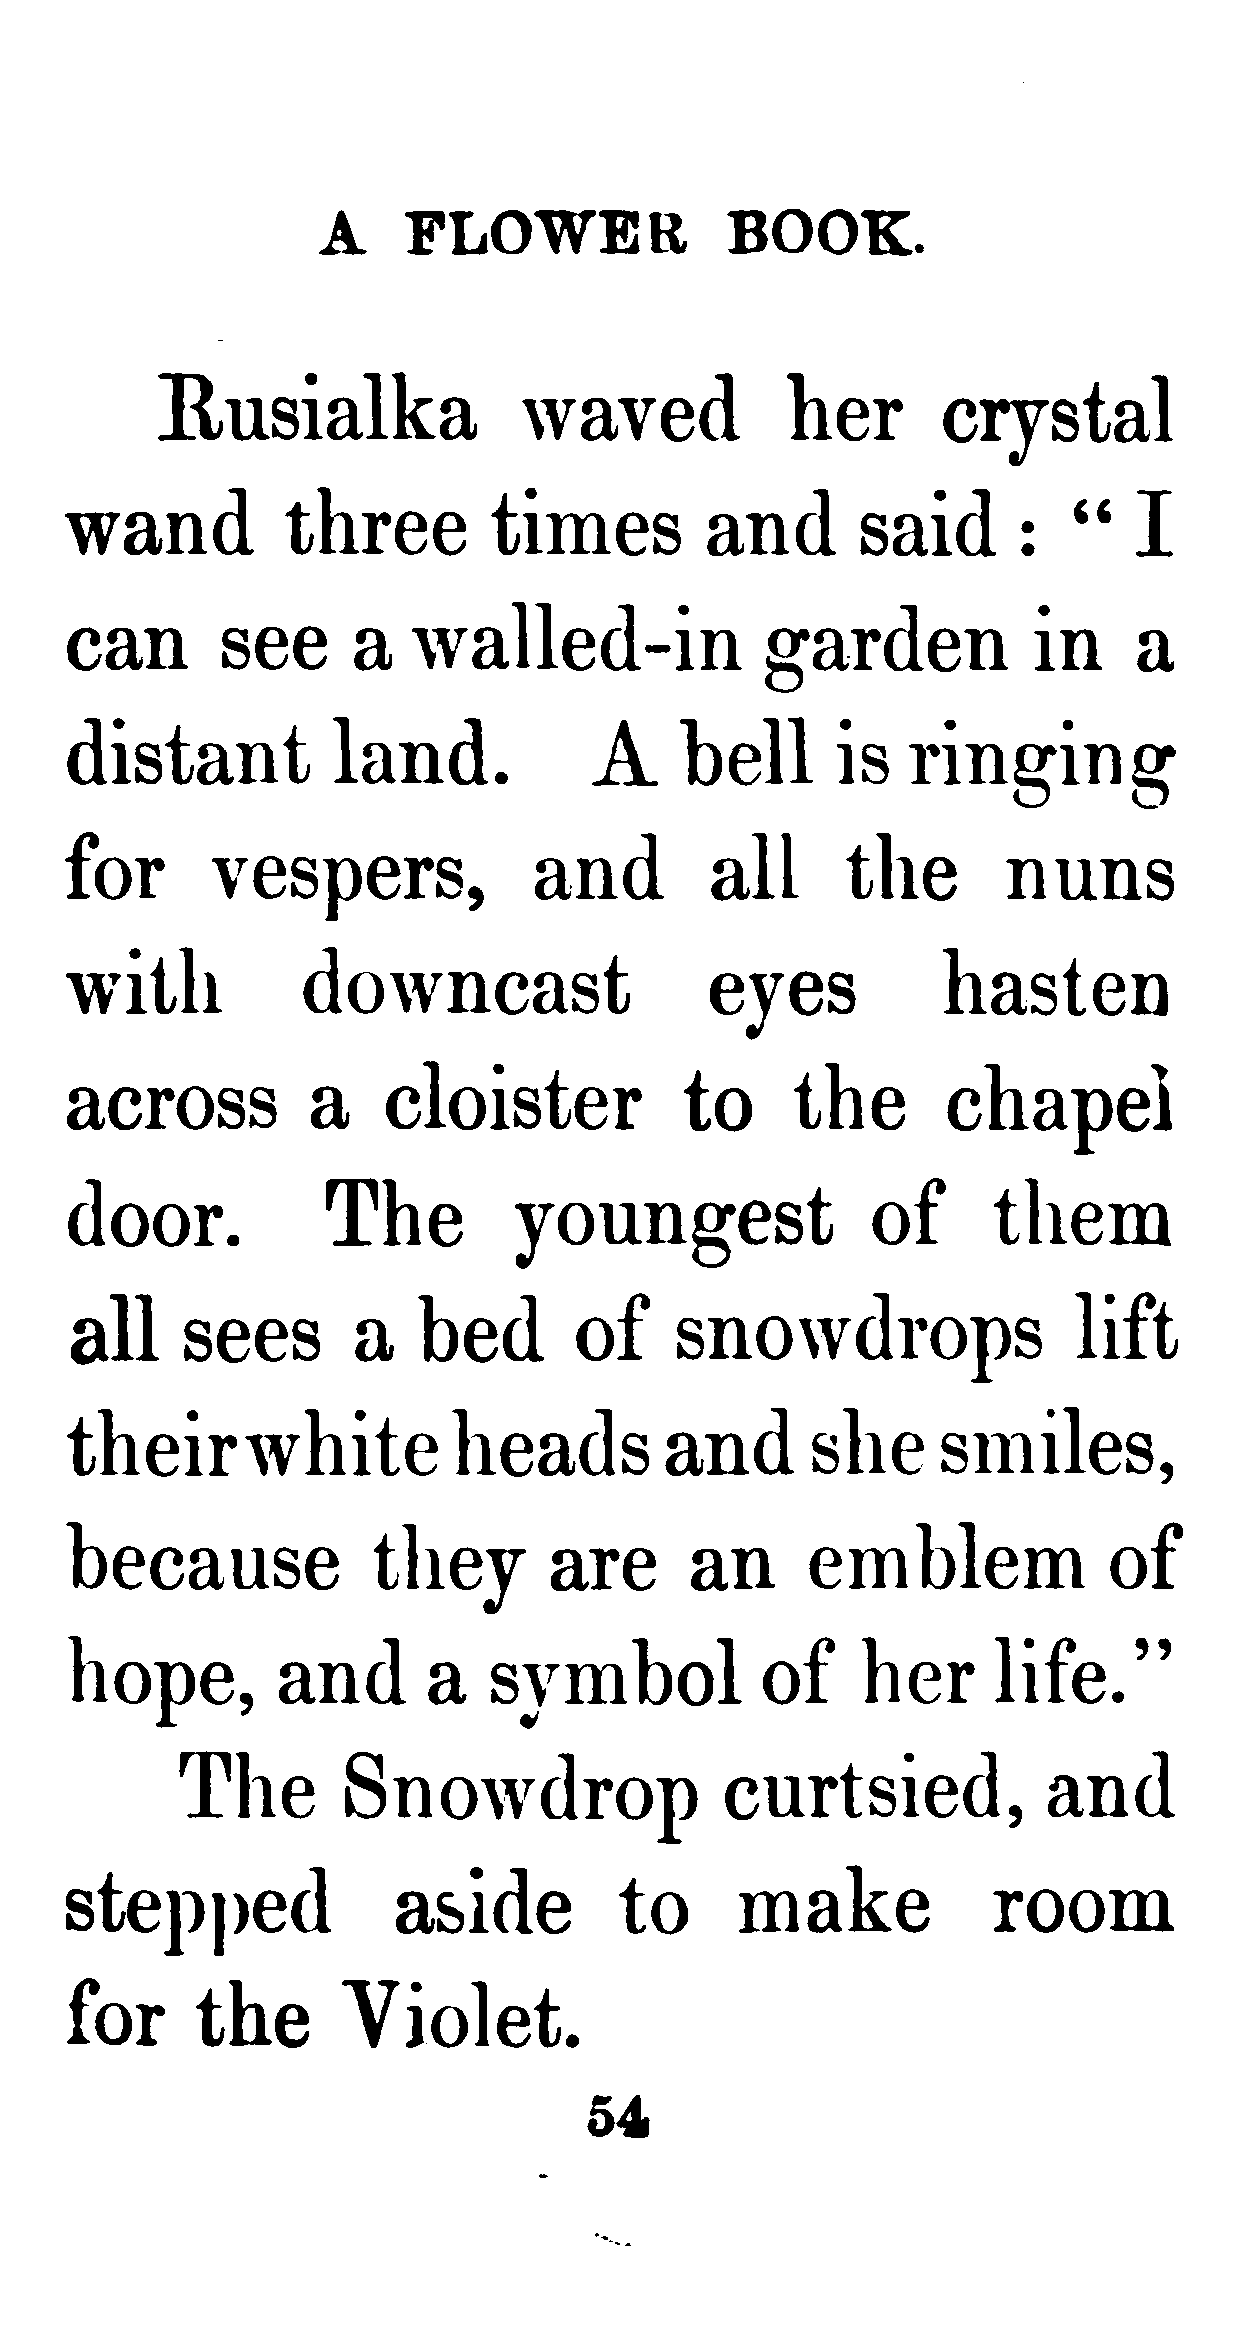 A FLOWER BOOK.
Rusialka waved her crystal
wand three times and said : “ I
can see a walled-in garden in a
distant land. A bell is ringing
for vespers, and all the nuns
with downcast eyes hasten
across a cloister to the chapel
door. The youngest of them
all sees a bed of snowdrops lift
their white heads and she smiles,
because they are an emblem of
hope, and a symbol of her life.”
The Snowdrop curtsied, and
stepped aside to make room
for the Violet.
54